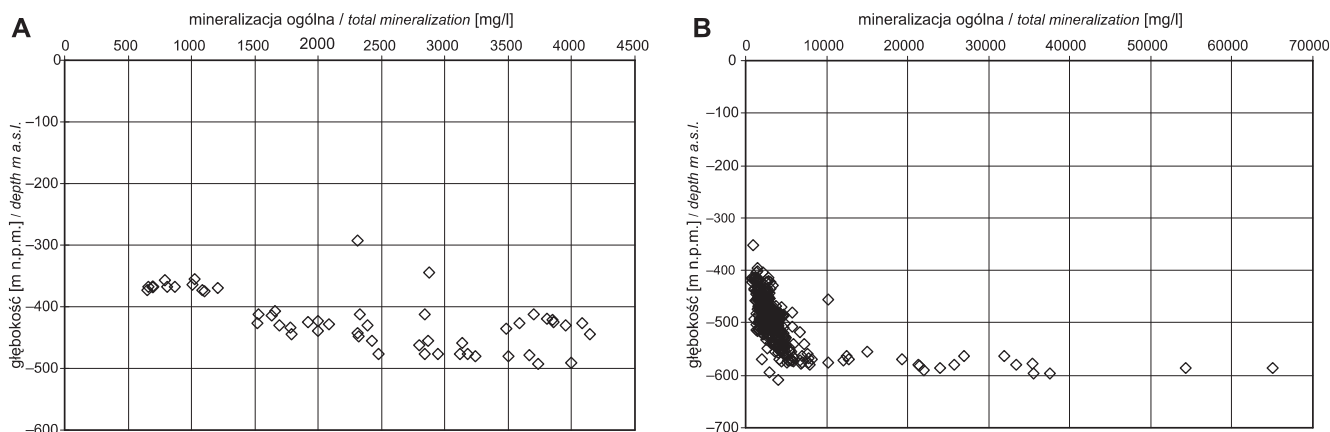 A
mineralizacja ogólna / total mineralization [mg/l]
0 500 1000 1500 2000 2500 3000 3500 4000 4500
0
–100
–200
–300
–400
–500
–600
głębokość [m n.p.m.] / depth m a.s.l.
B
mineralizacja ogólna / total mineralization [mg/l]
0 10000 20000 30000 40000 50000 60000 70000
0
–100
–200
–300
–400
–500
–600
–700
głębokość [m n.p.m.] / depth m a.s.l.